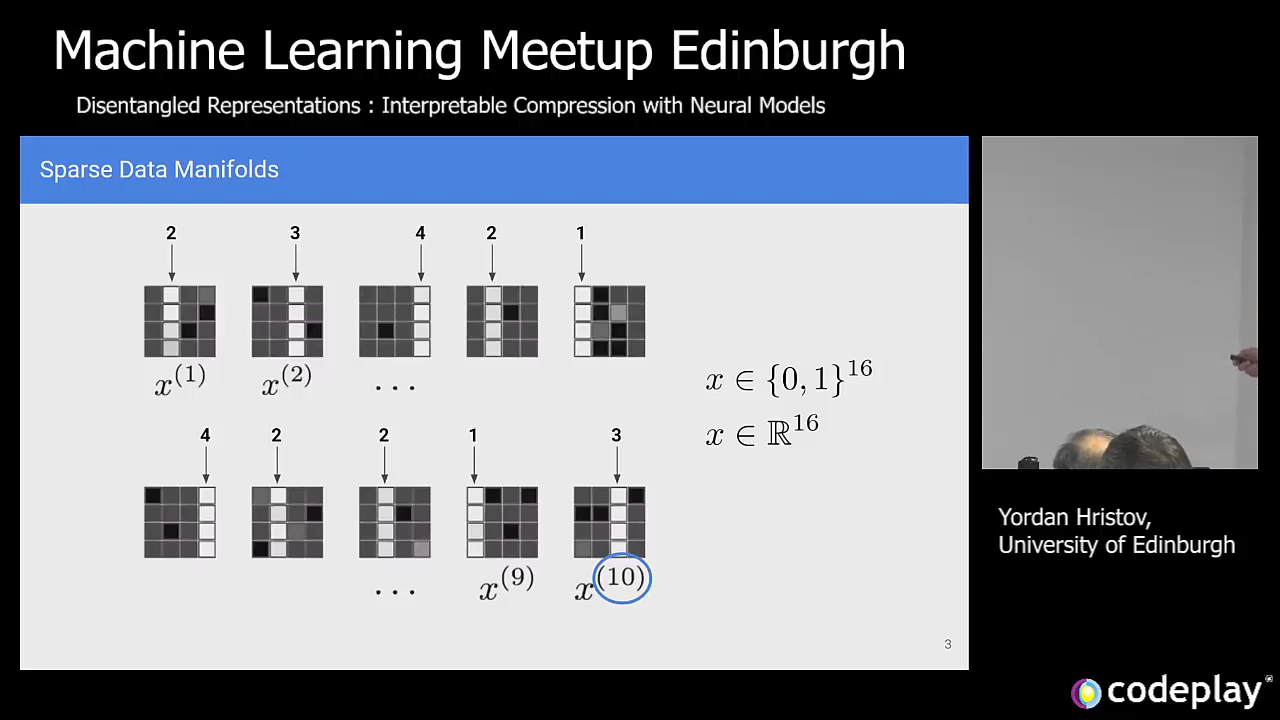 Machine Learning Meetup Edinburgh
Disentangled Representations : Interpretable Compression with Neural Models
Sparse Data Manifolds
2 3 4 2 1
x^(1) x^(2) ...
x ∈ {0, 1}^16
x ∈ ℝ^16
4 2 2 1 3
... x^(9) x^(10)
3
Yordan Hristov,
University of Edinburgh
codeplay®